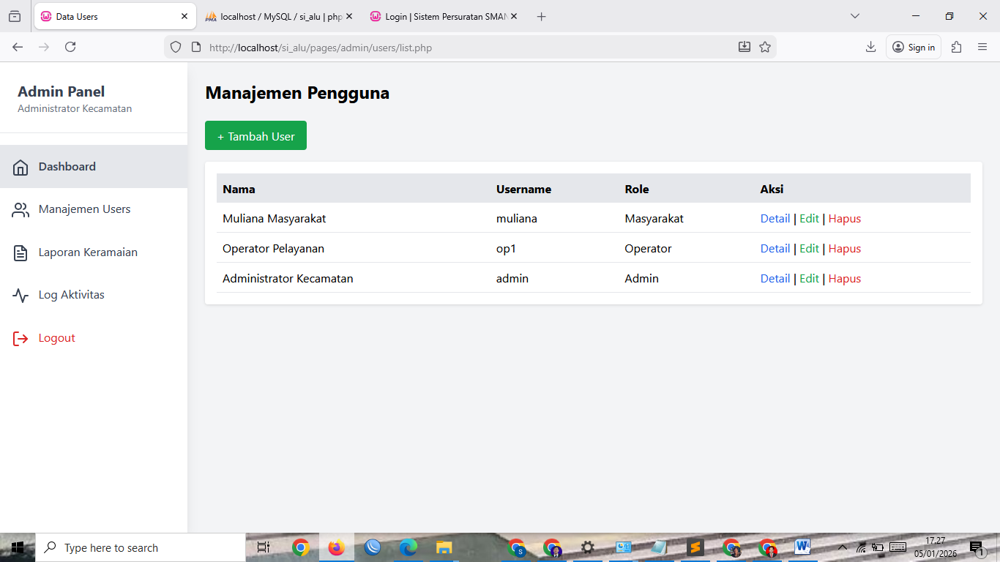 Data Users
localhost / MySQL / si_alu | php
Login | Sistem Persuratan SMAN
http://localhost/si_alu/pages/admin/users/list.php
Sign in
Admin Panel
Administrator Kecamatan
Dashboard
Manajemen Users
Laporan Keramaian
Log Aktivitas
Logout
Manajemen Pengguna
+ Tambah User
Nama Username Role Aksi
Muliana Masyarakat muliana Masyarakat Detail | Edit | Hapus
Operator Pelayanan op1 Operator Detail | Edit | Hapus
Administrator Kecamatan admin Admin Detail | Edit | Hapus
Type here to search
17.27
05/01/2026
1